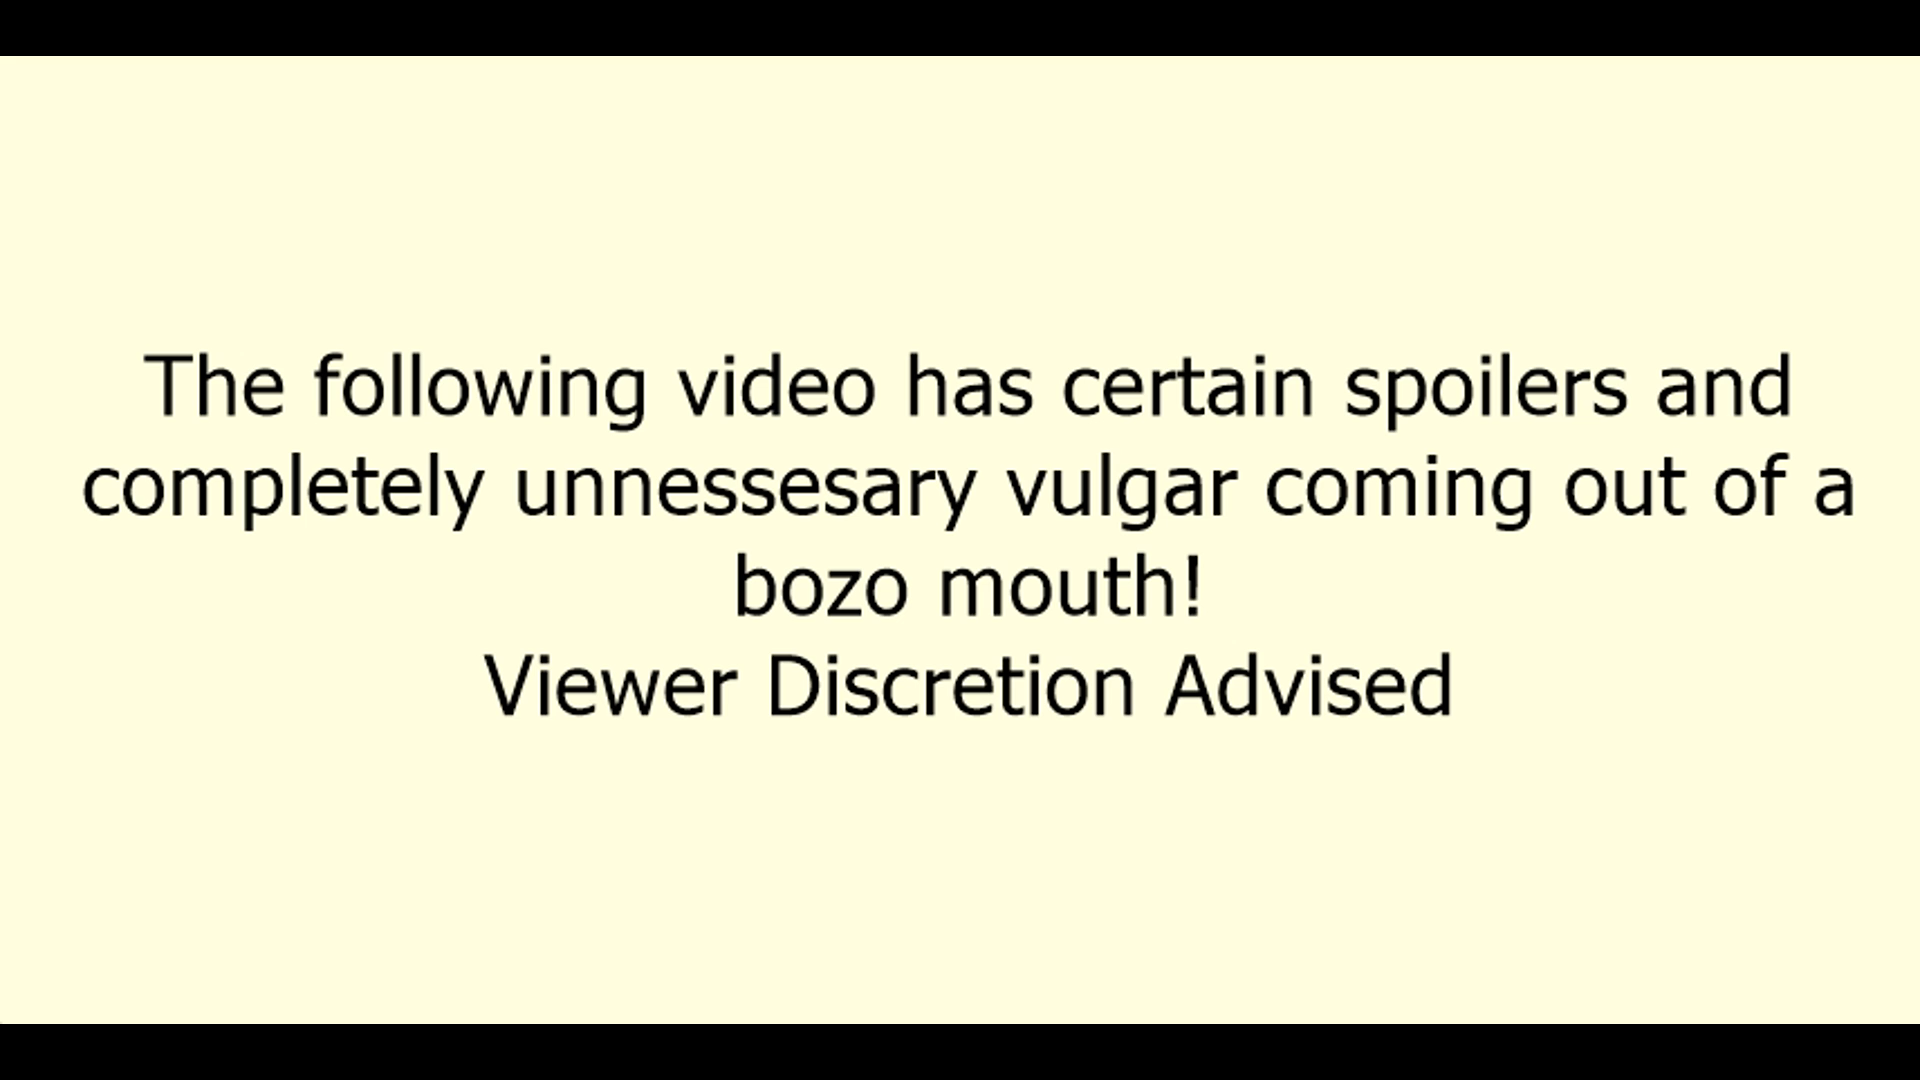 The following video has certain spoilers and
completely unnessesary vulgar coming out of a
bozo mouth!
Viewer Discretion Advised